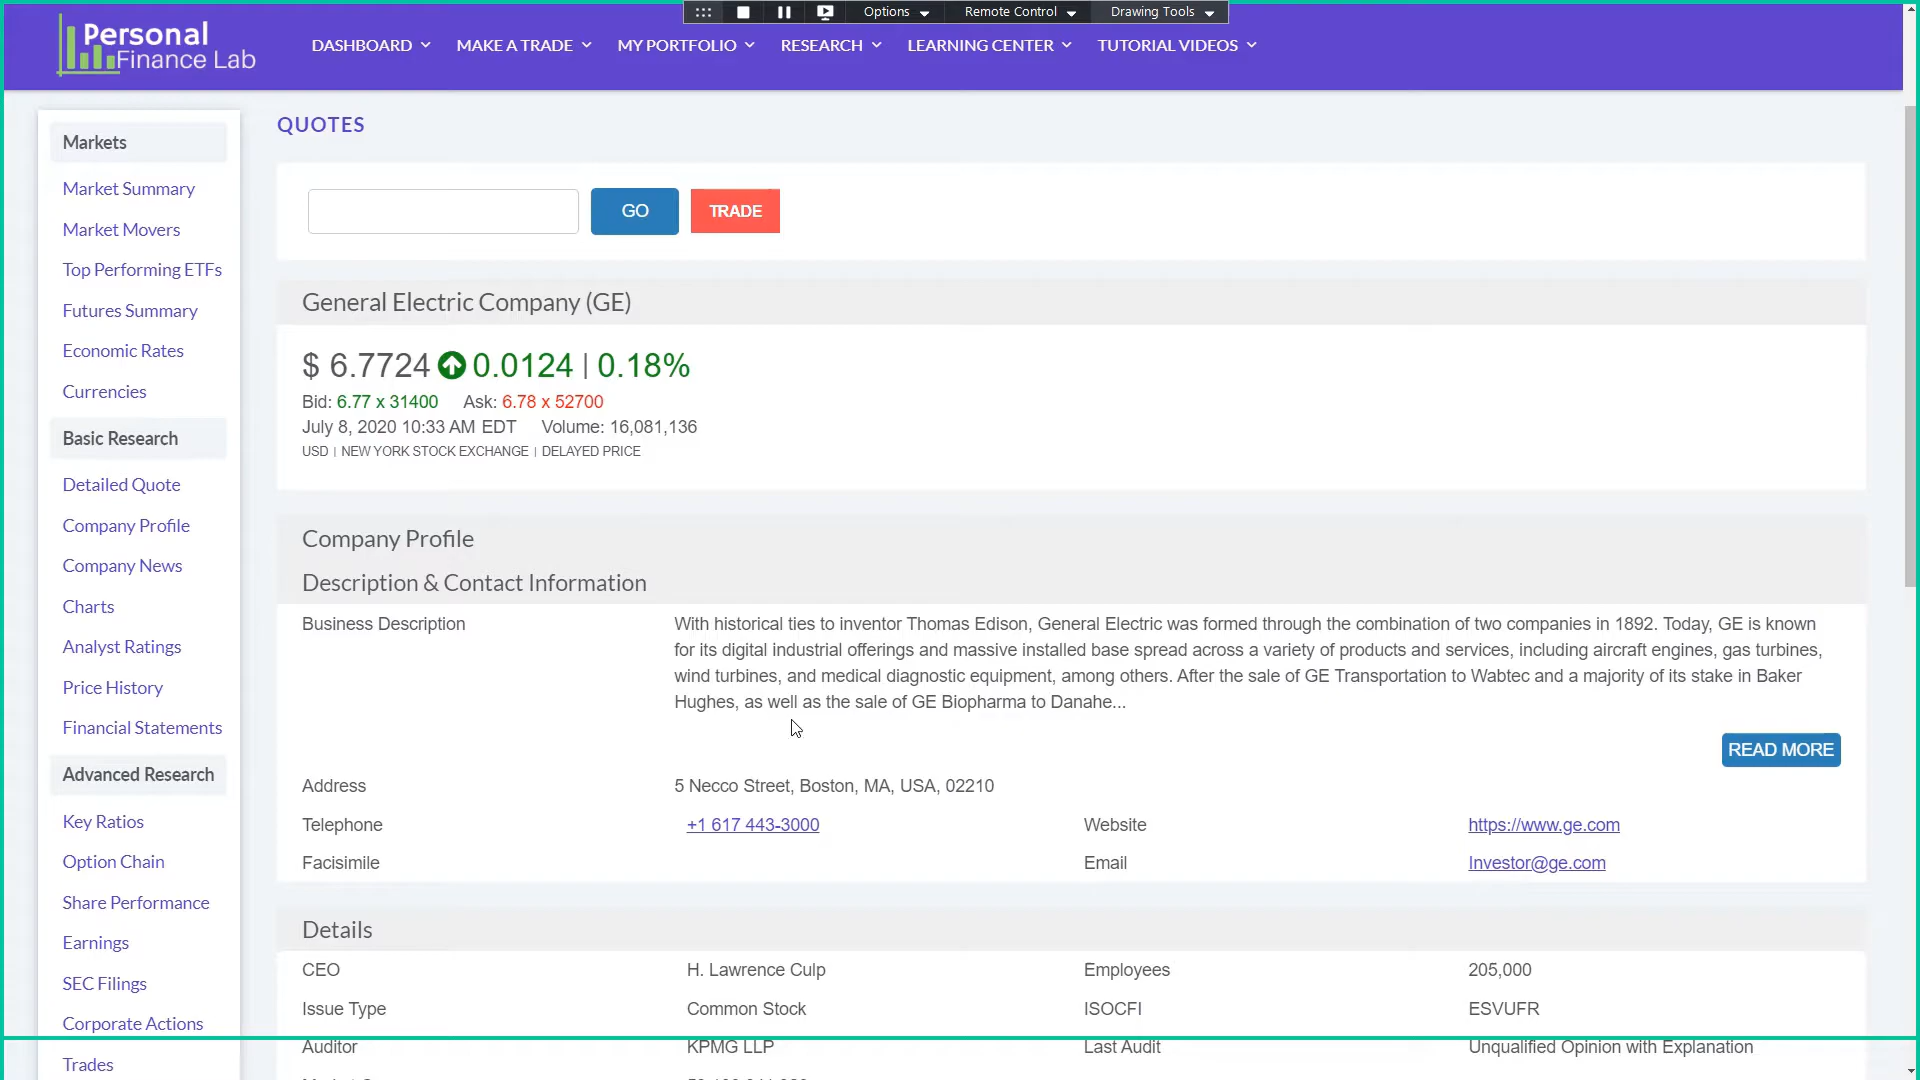 Options
Remote Control
Drawing Tools
Personal
Finance Lab
DASHBOARD
MAKE A TRADE
MY PORTFOLIO
RESEARCH
LEARNING CENTER
TUTORIAL VIDEOS
Markets
Market Summary
Market Movers
Top Performing ETFs
Futures Summary
Economic Rates
Currencies
Basic Research
Detailed Quote
Company Profile
Company News
Charts
Analyst Ratings
Price History
Financial Statements
Advanced Research
Key Ratios
Option Chain
Share Performance
Earnings
SEC Filings
Corporate Actions
Trades
QUOTES
GO
TRADE
General Electric Company (GE)
$ 6.7724 0.0124 | 0.18%
Bid: 6.77 x 31400 Ask: 6.78 x 52700
July 8, 2020 10:33 AM EDT Volume: 16,081,136
USD | NEW YORK STOCK EXCHANGE | DELAYED PRICE
Company Profile
Description & Contact Information
Business Description
With historical ties to inventor Thomas Edison, General Electric was formed through the combination of two companies in 1892. Today, GE is known
for its digital industrial offerings and massive installed base spread across a variety of products and services, including aircraft engines, gas turbines,
wind turbines, and medical diagnostic equipment, among others. After the sale of GE Transportation to Wabtec and a majority of its stake in Baker
Hughes, as well as the sale of GE Biopharma to Danahe...
READ MORE
Address 5 Necco Street, Boston, MA, USA, 02210
Telephone +1 617 443-3000 Website https://www.ge.com
Facisimile Email Investor@ge.com
Details
CEO H. Lawrence Culp Employees 205,000
Issue Type Common Stock ISOCFI ESVUFR
Auditor KPMG LLP Last Audit Unqualified Opinion with Explanation